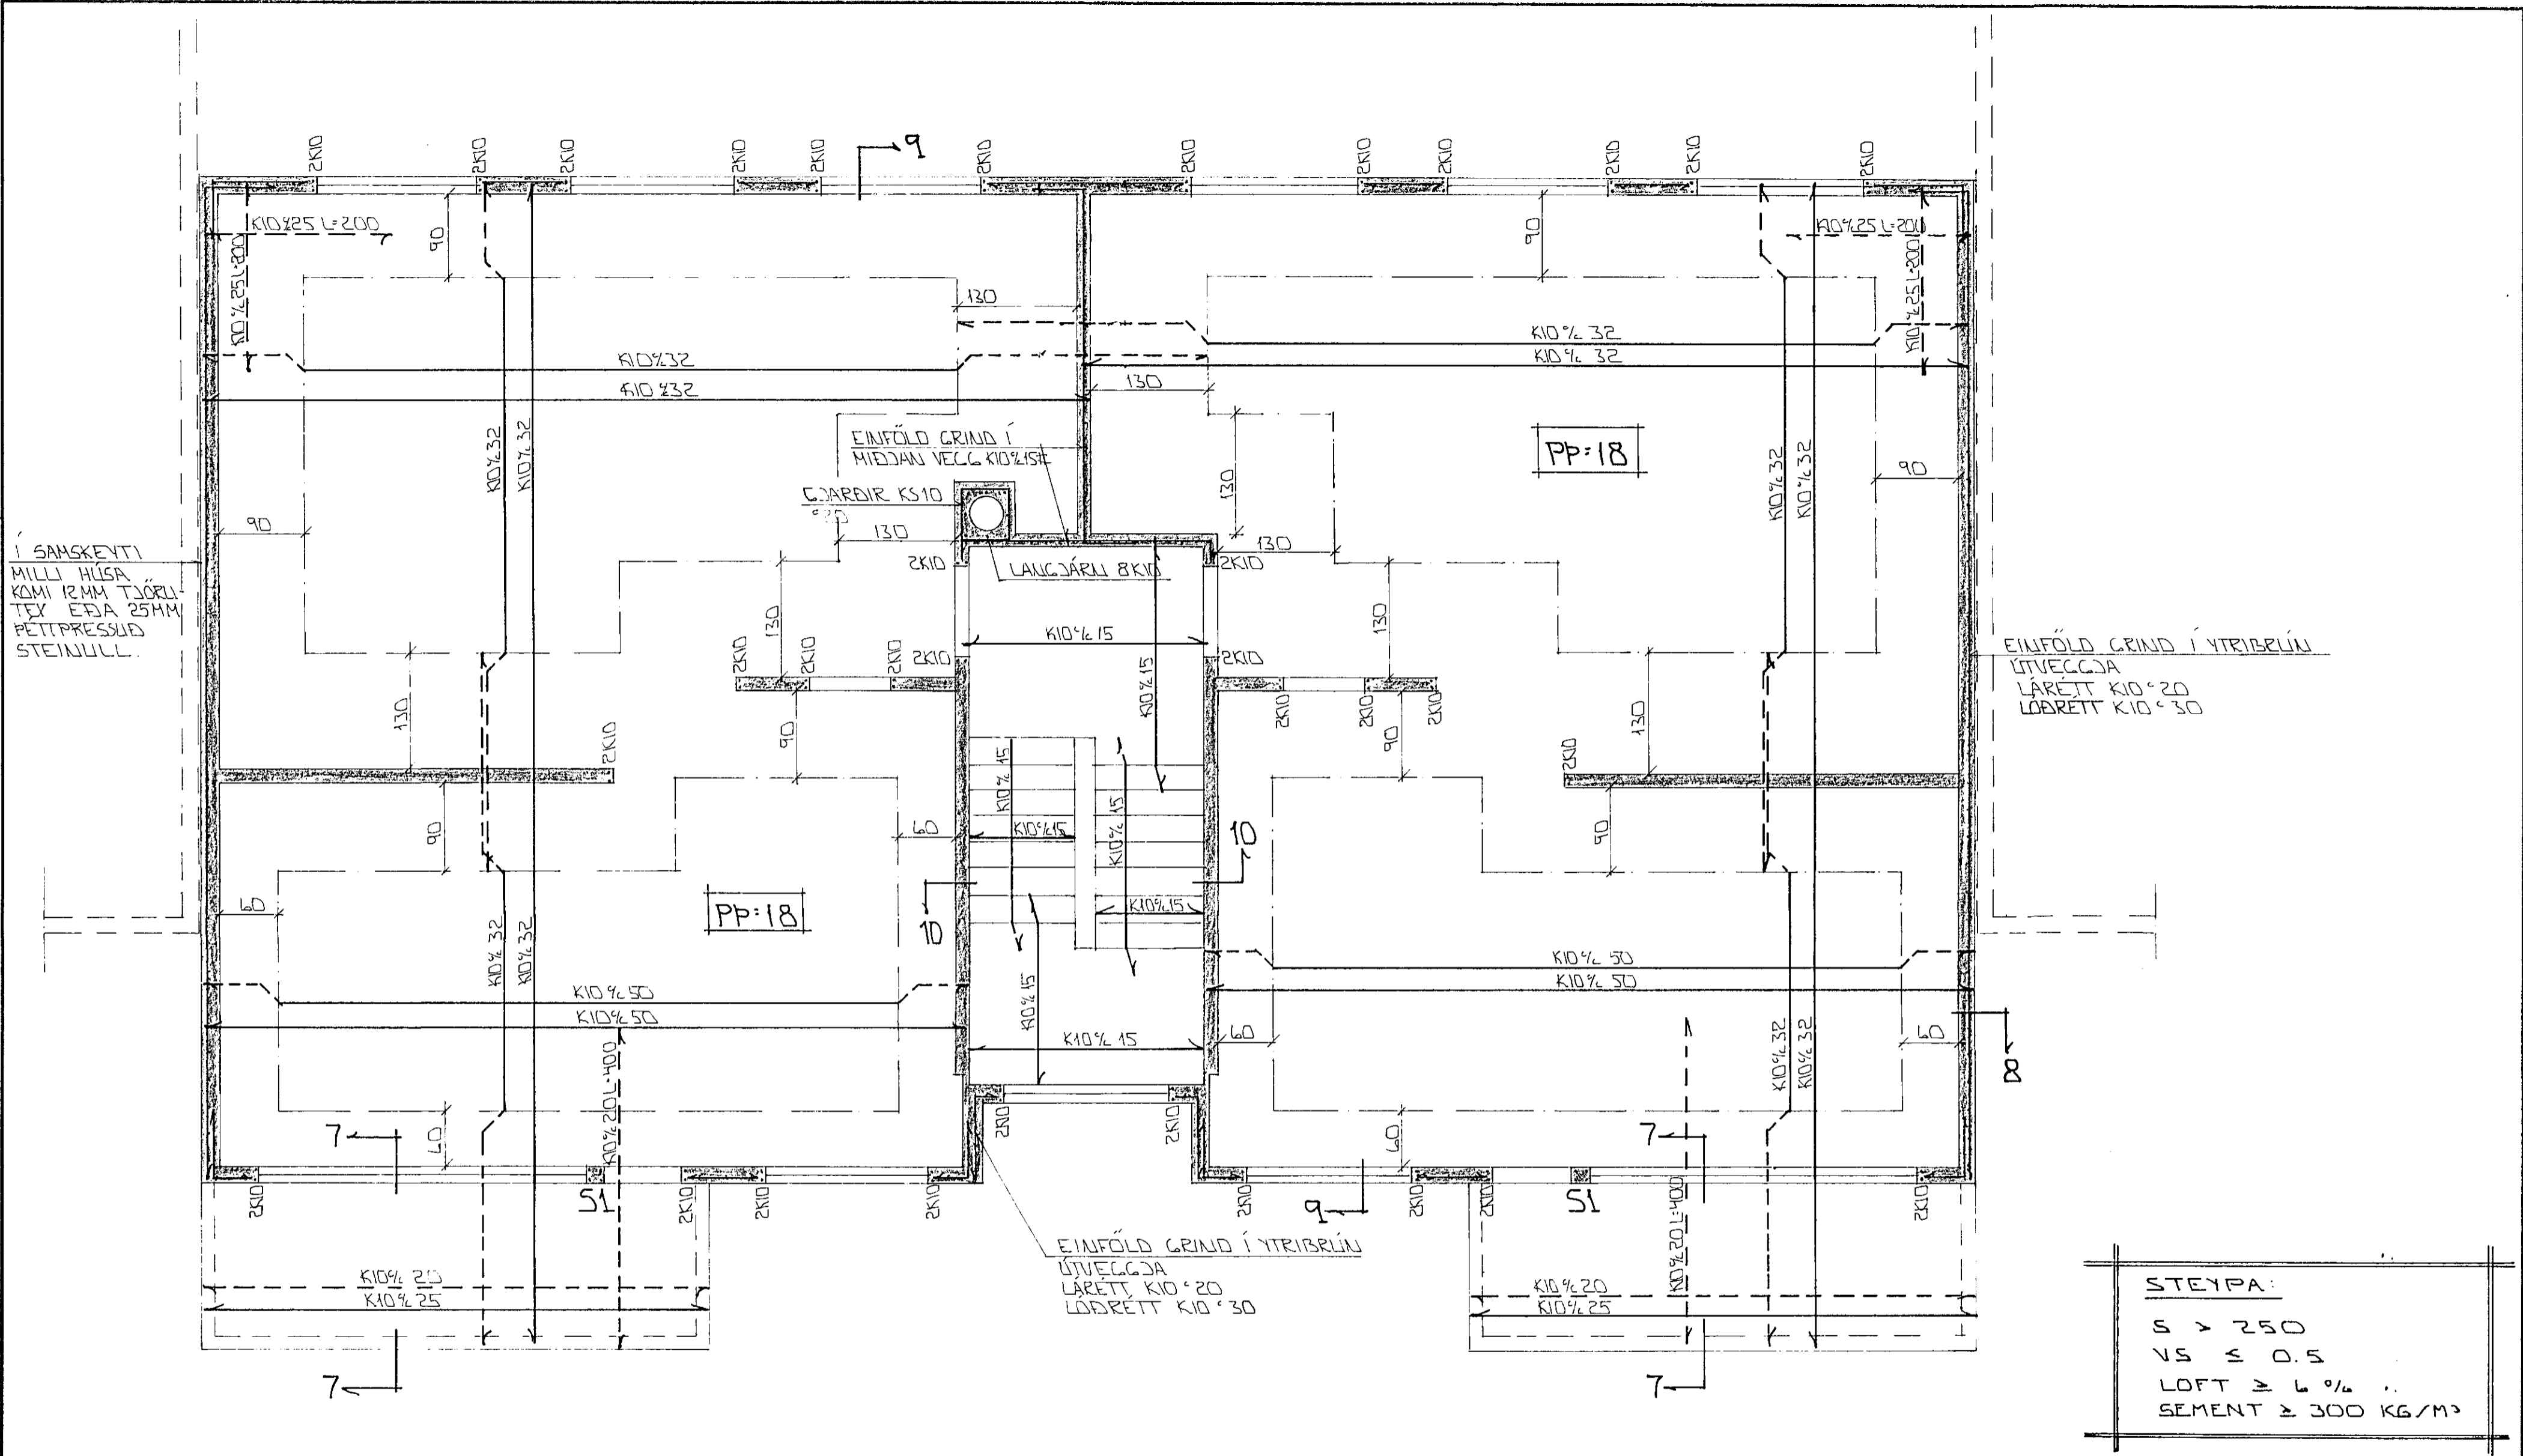 2K10
2K10
2K10
2K10
2K10
9
2K10
2K10
2K10
2K10
2K10
2K10
2K10
K10%25 L=200
K10%25 L=200
90
90
K10%25 L=200
K10%25 L=200
130
K10%32
K10%32
K10% 32
K10% 32
130
K10%32
K10%32
EINFÖLD GRIND Í
MIÐJAN VEGG K10%15#
GJARÐIR KS10
130
130
PP=18
K10%32
K10%32
90
90
130
2K10
LANGJÁRN 8K10
2K10
Í SAMSKEYTI
MILLI HÚSA
KOMI 12MM TJÖRU-
TEX EÐA 25MM
ÞÉTTPRESSUÐ
STEINULL.
130
K10%15
130
2K10
2K10
2K10
2K10
2K10
K10%15
2K10
2K10
2K10
EINFÖLD GRIND Í YTRIBRÚN
ÚTVEGGJA
LÁRÉTT K10 c 20
LÓÐRÉTT K10 c 30
130
2K10
90
90
2K10
130
90
60
K10%15
K10%15
K10%15
10
90
60
PP=18
10
K10%15
K10%32
K10%32
K10% 50
K10% 50
K10%15
K10% 50
K10% 50
K10% 15
60
K10%32
K10%32
60
8
K10%20 L=400
7
60
2K10
2K10
60
7
2K10
S1
2K10
2K10
2K10
2K10
9
2K10
2K10
S1
2K10
K10%20 L=400
EINFÖLD GRIND Í YTRIBRÚN
ÚTVEGGJA
LÁRÉTT K10 c 20
LÓÐRÉTT K10 c 30
K10% 20
K10% 25
K10% 20
K10% 25
7
7
STEYPA:
S > 250
VS ≤ 0.5
LOFT ≥ 6 %
SEMENT ≥ 300 KG/M³